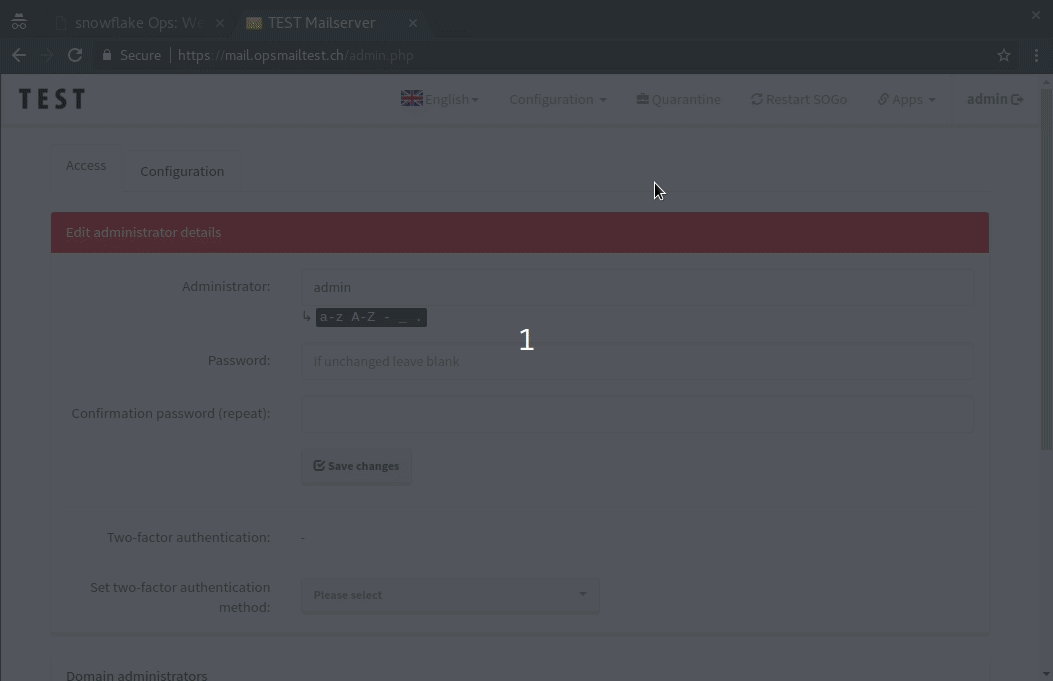 snowflake Ops: We
TEST Mailserver
Secure https://mail.opsmailtest.ch/admin.php
TEST
English Configuration Quarantine Restart SOGo Apps admin
Access Configuration
Edit administrator details
Administrator: admin
↳ a-z A-Z - _ .
1
Password: If unchanged leave blank
Confirmation password (repeat):
Save changes
Two-factor authentication: -
Set two-factor authentication
method:
Please select
Domain administrators